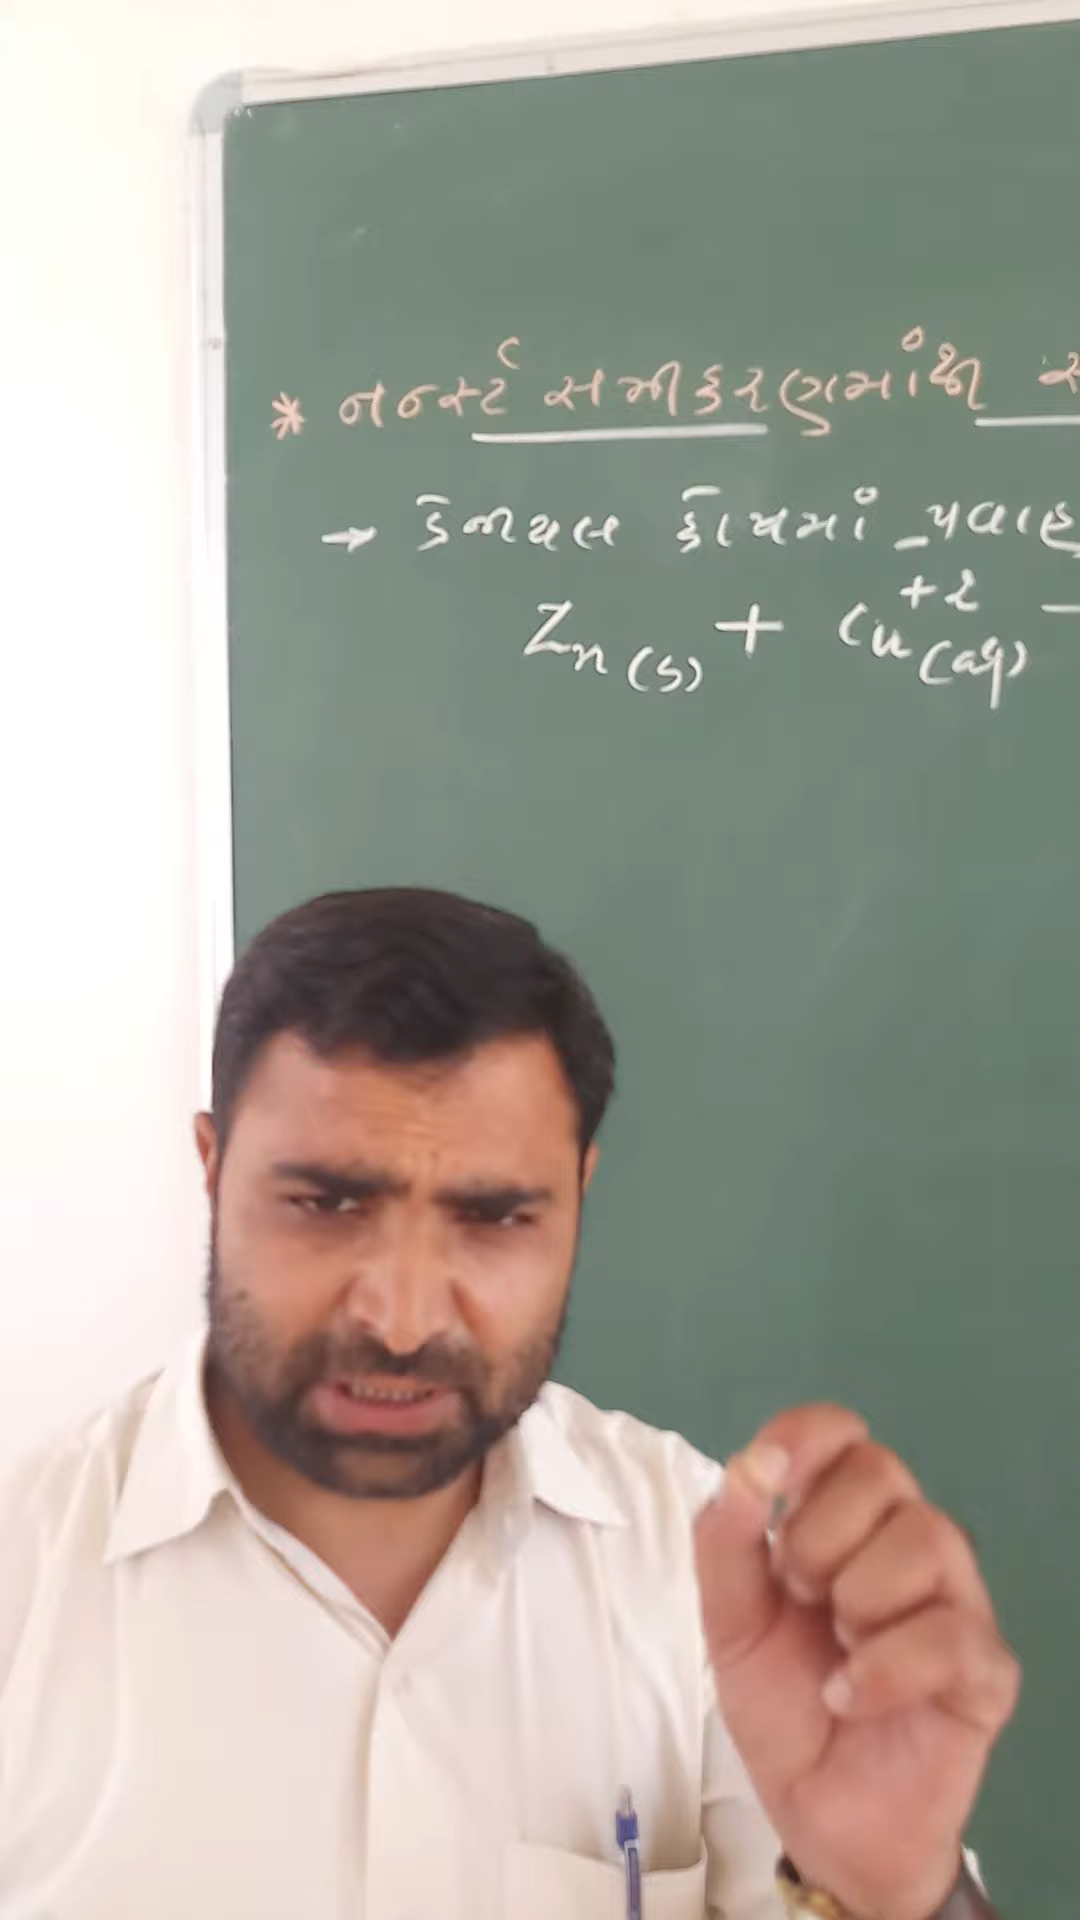 * નર્ન્સ્ટ સમીકરણમાંથી સ
→ ડેનિયલ કોષમાં પ્રવાહ
Zn(s) + Cu+2(aq) –